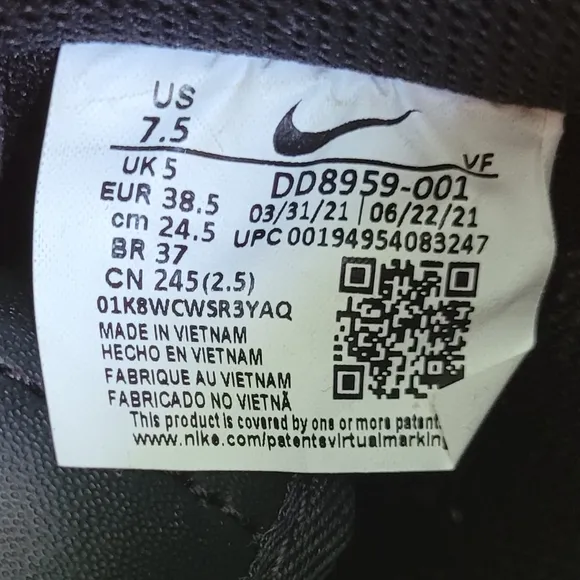 US
7.5
VF
UK 5
DD8959-001
EUR 38.5
03/31/21 | 06/22/21
cm 24.5
UPC 00194954083247
BR 37
CN 245(2.5)
01K8WCWSR3YAQ
MADE IN VIETNAM
HECHO EN VIETNAM
FABRIQUE AU VIETNAM
FABRICADO NO VIETNÃ
This product is covered by one or more patent.
www.nike.com/patentsvirtualmarkin